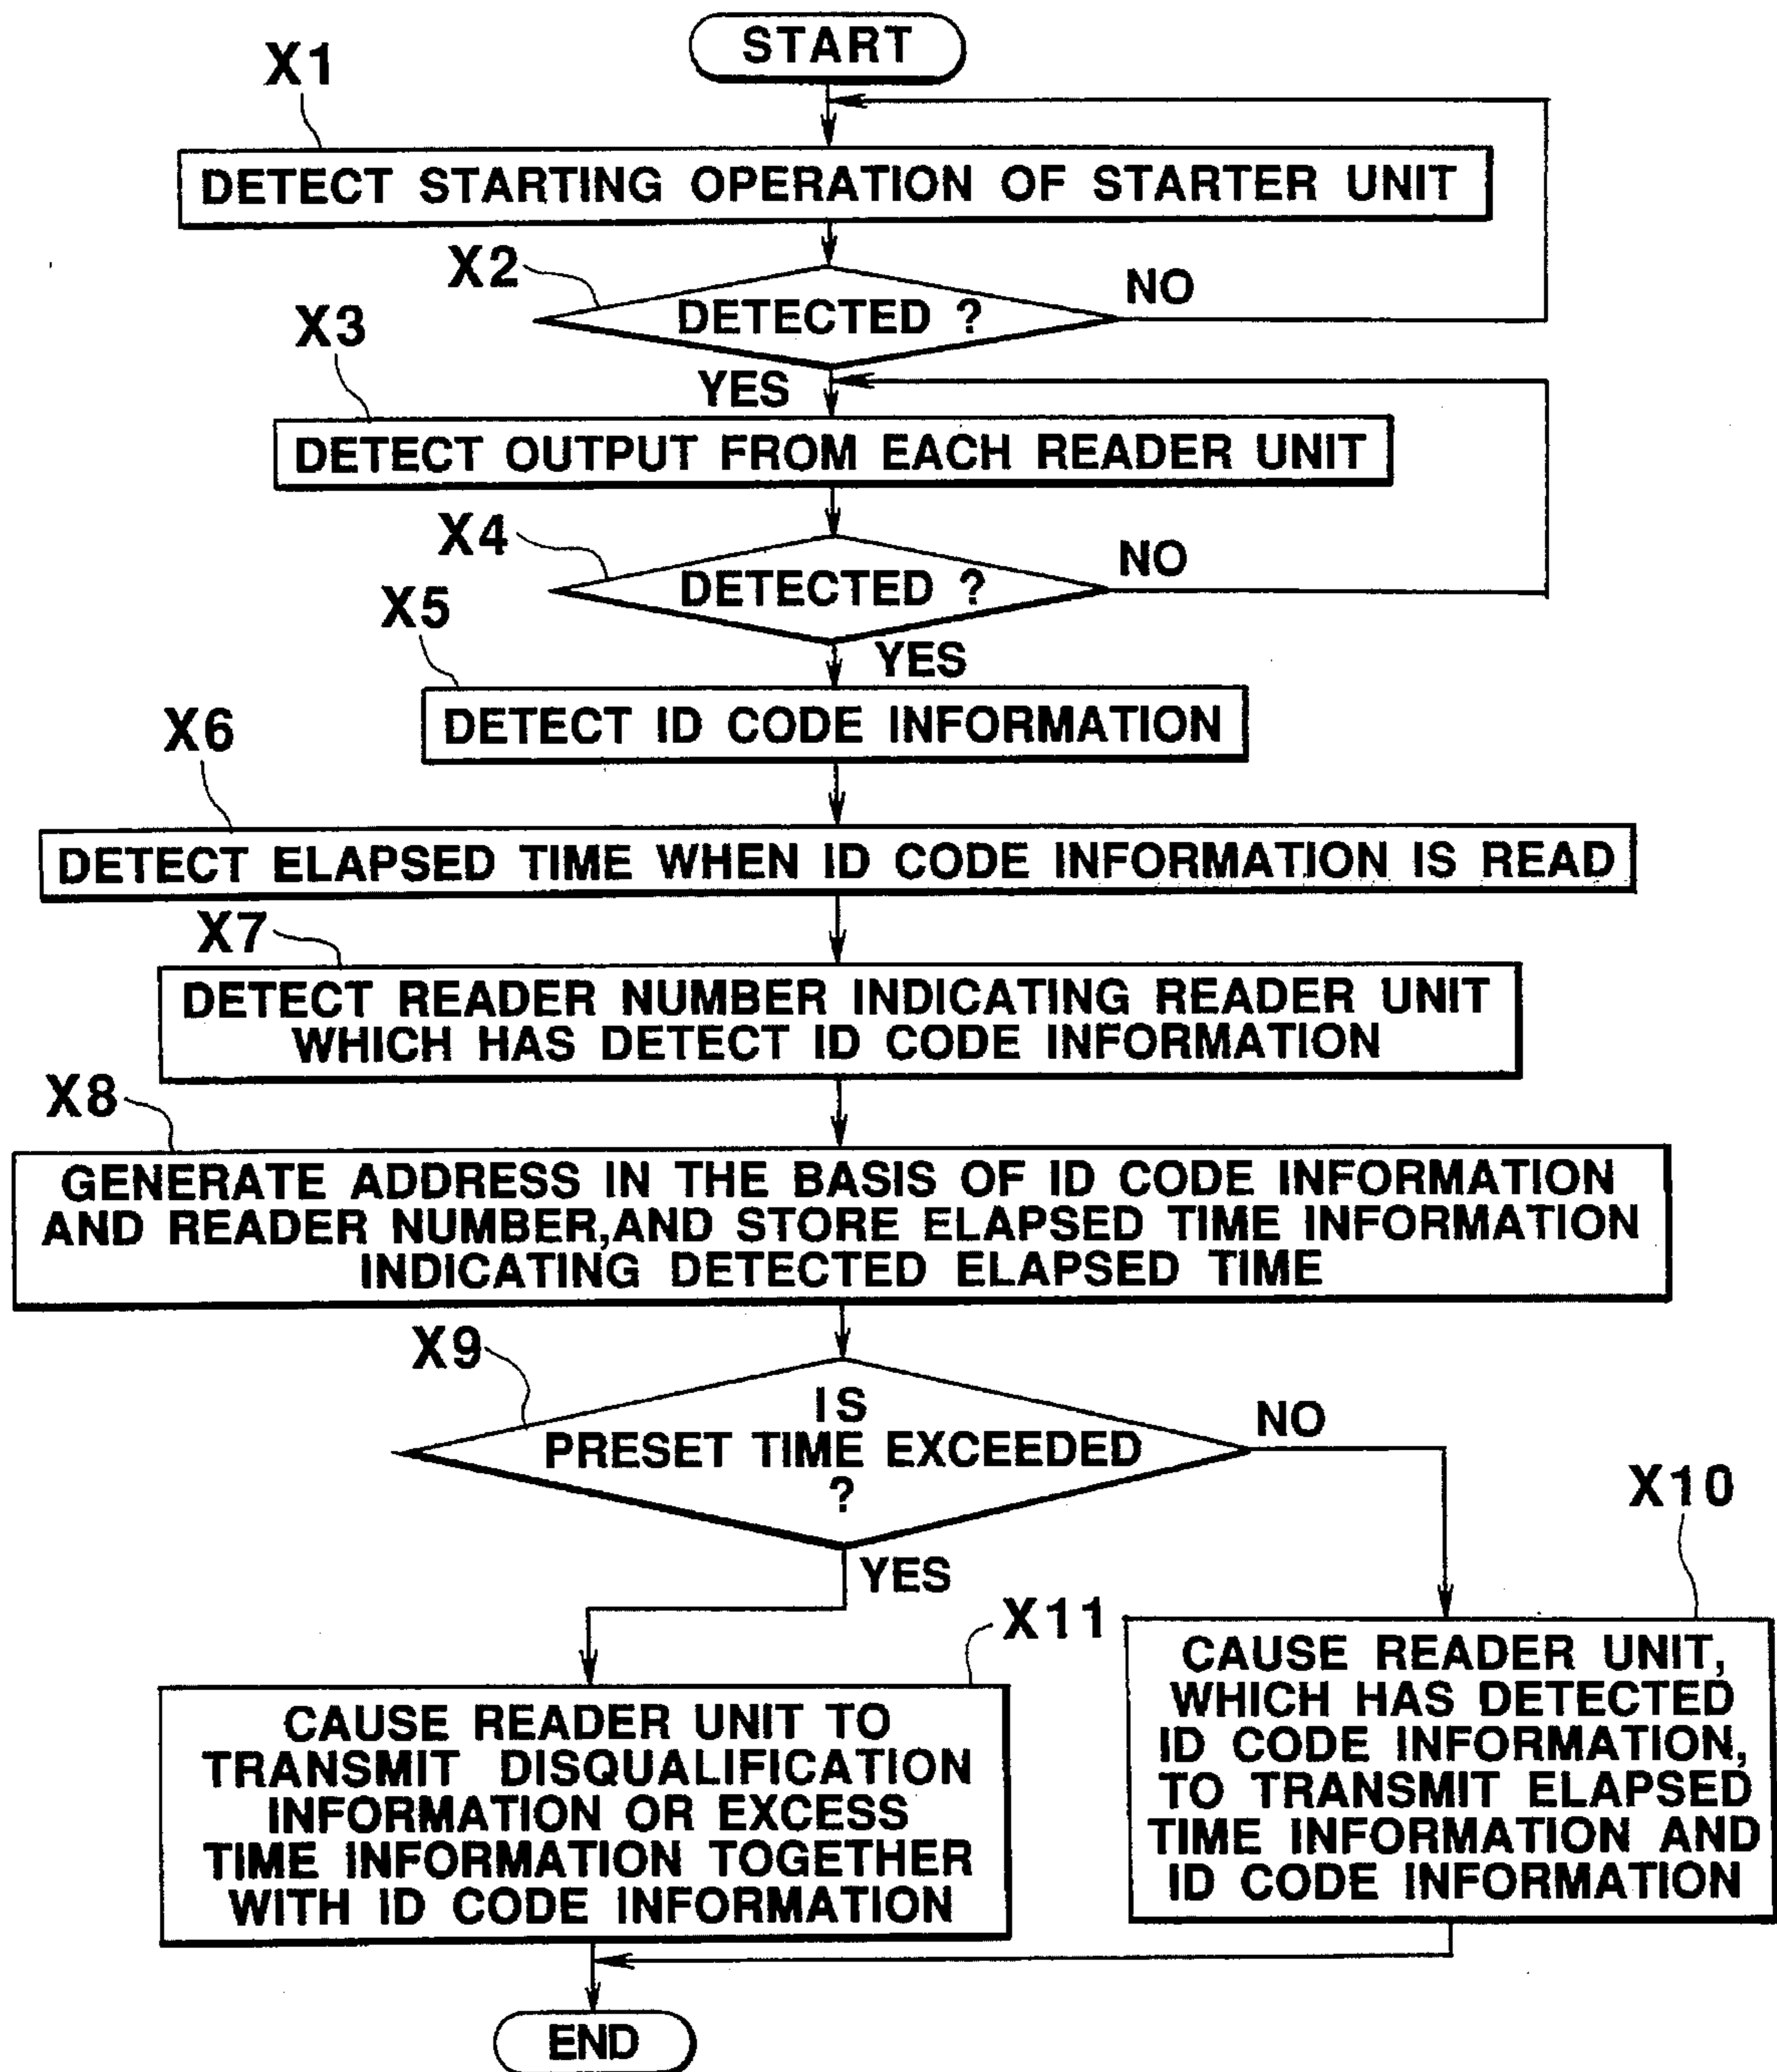 START
X1
DETECT STARTING OPERATION OF STARTER UNIT
X2
DETECTED ?
NO
YES
X3
DETECT OUTPUT FROM EACH READER UNIT
X4
DETECTED ?
NO
YES
X5
DETECT ID CODE INFORMATION
X6
DETECT ELAPSED TIME WHEN ID CODE INFORMATION IS READ
X7
DETECT READER NUMBER INDICATING READER UNIT
WHICH HAS DETECT ID CODE INFORMATION
X8
GENERATE ADDRESS IN THE BASIS OF ID CODE INFORMATION
AND READER NUMBER,AND STORE ELAPSED TIME INFORMATION
INDICATING DETECTED ELAPSED TIME
X9
IS
PRESET TIME EXCEEDED
?
NO
YES
X10
CAUSE READER UNIT,
WHICH HAS DETECTED
ID CODE INFORMATION,
TO TRANSMIT ELAPSED
TIME INFORMATION AND
ID CODE INFORMATION
X11
CAUSE READER UNIT TO
TRANSMIT DISQUALIFICATION
INFORMATION OR EXCESS
TIME INFORMATION TOGETHER
WITH ID CODE INFORMATION
END